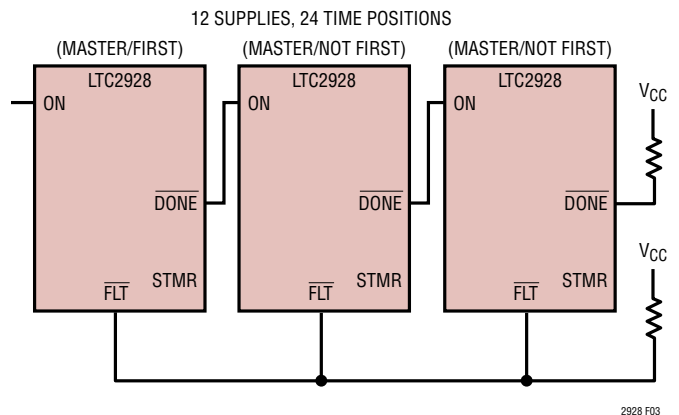 12 SUPPLIES, 24 TIME POSITIONS
(MASTER/FIRST) (MASTER/NOT FIRST) (MASTER/NOT FIRST)
LTC2928 LTC2928 LTC2928
VCC
ON ON ON
DONE DONE DONE
VCC
STMR STMR STMR
FLT FLT FLT
2928 F03